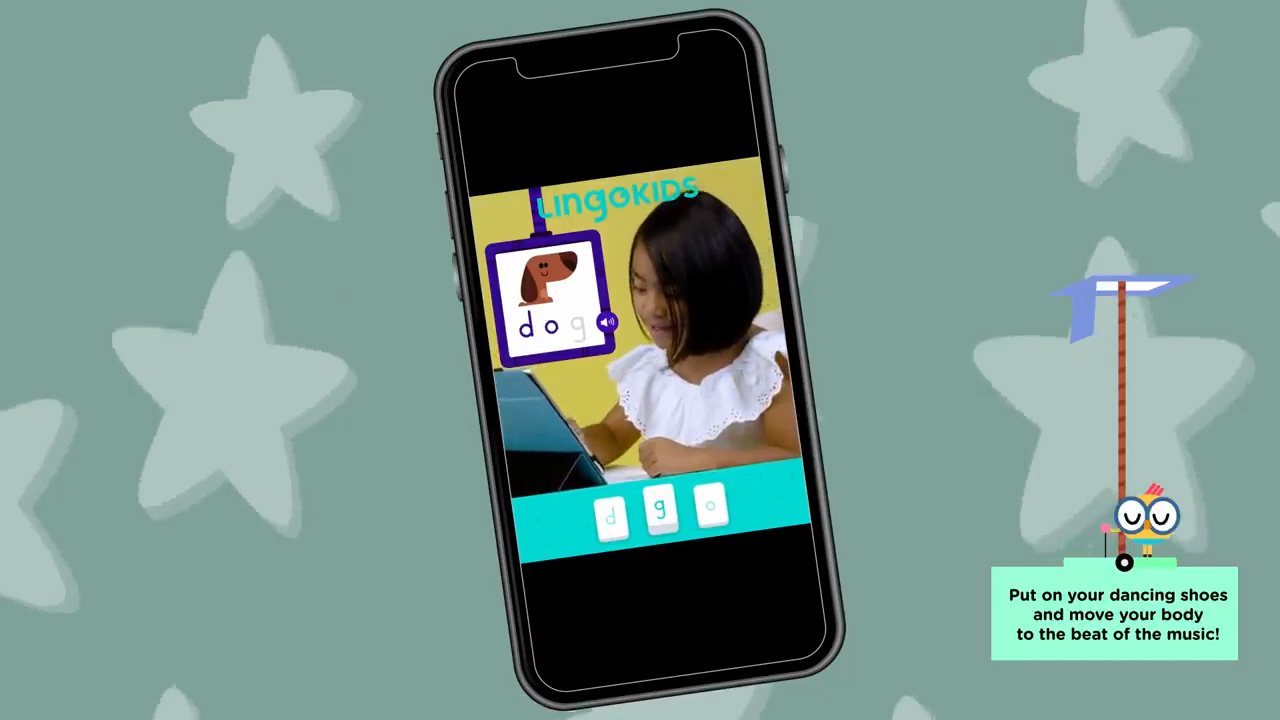 LINGOKIDS
d o g
d g o
Put on your dancing shoes
and move your body
to the beat of the music!